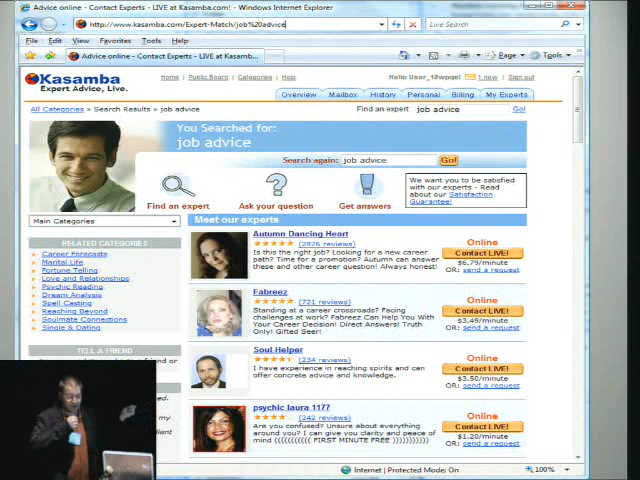 Advice online - Contact Experts - LIVE at Kasamba.com! - Windows Internet Explorer
http://www.kasamba.com/Expert-Match/job%20advice
Live Search
File Edit View Favorites Tools Help
Advice online - Contact Experts - LIVE at Kasamba....
Page Tools
Kasamba
Expert Advice, Live.
Home | Public Board | Categories | Help
Hello User_18wpqe! 1 new | Sign out
Overview Mailbox History Personal Billing My Experts
All Categories » Search Results » job advice
Find an expert job advice Go!
You Searched for:
job advice
Search again: job advice Go!
Find an expert
Ask your question
Get answers
We want you to be satisfied
with our experts - Read
about our Satisfaction
Guarantee!
Main Categories
Meet our experts
RELATED CATEGORIES
Career Forecasts
Marital Life
Fortune Telling
Love and Relationships
Psychic Reading
Dream Analysis
Spell Casting
Reaching Beyond
Soulmate Connections
Single & Dating
TELL A FRIEND
Autumn Dancing Heart
(2876 reviews)
Is this the right job? Looking for a new career
path? Time for a promotion? Autumn can answer
these and other career question! Always honest!
Online
Contact LIVE!
$6.79/minute
OR: send a request
Fabreez
(721 reviews)
Standing at a career crossroads? Facing
challenges at work? Fabreez Can Help You With
Your Career Decision! Direct Answers! Truth
Only! Gifted Seer!
Online
Contact LIVE!
$3.49/minute
OR: send a request
Soul-Helper
(234 reviews)
I have experience in reaching spirits and can
offer concrete advice and knowledge.
Online
Contact LIVE!
$3.50/minute
OR: send a request
psychic laura 1177
(242 reviews)
Are you confused? Unsure about everything
around you? I can give you clarity and peace of
mind (((((((((( FIRST MINUTE FREE ))))))))))
Online
Contact LIVE!
$1.20/minute
OR: send a request
Internet | Protected Mode: On
100%